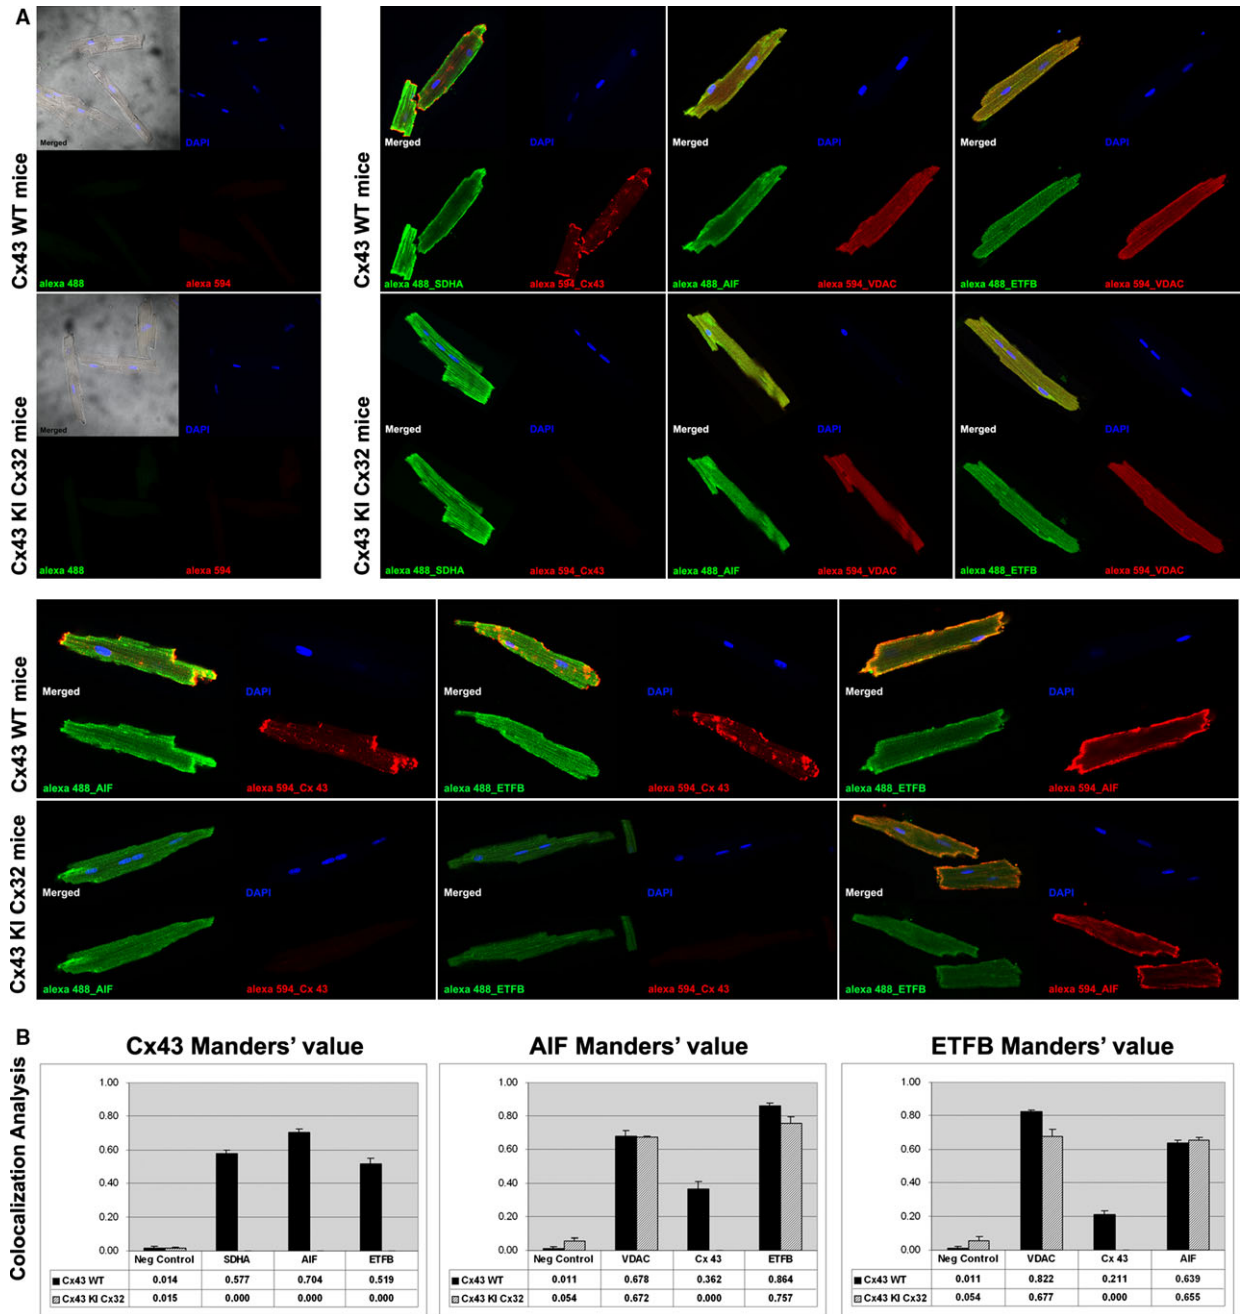 A
Cx43 WT mice
Merged
DAPI
alexa 488
alexa 594
Merged
DAPI
Merged
DAPI
Merged
DAPI
alexa 488_SDHA
alexa 594_Cx43
alexa 488_AIF
alexa 594_VDAC
alexa 488_ETFB
alexa 594_VDAC
Cx43 KI Cx32 mice
Merged
DAPI
alexa 488
alexa 594
Merged
DAPI
Merged
DAPI
Merged
DAPI
alexa 488_SDHA
alexa 594_Cx43
alexa 488_AIF
alexa 594_VDAC
alexa 488_ETFB
alexa 594_VDAC
Cx43 WT mice
Merged
DAPI
Merged
DAPI
Merged
DAPI
alexa 488_AIF
alexa 594_Cx 43
alexa 488_ETFB
alexa 594_Cx 43
alexa 488_ETFB
alexa 594_AIF
Cx43 KI Cx32 mice
Merged
DAPI
Merged
DAPI
Merged
DAPI
alexa 488_AIF
alexa 594_Cx 43
alexa 488_ETFB
alexa 594_Cx 43
alexa 488_ETFB
alexa 594_AIF
B
Colocalization Analysis
Cx43 Manders' value
1.00
0.80
0.60
0.40
0.20
0.00
Neg Control SDHA AIF ETFB
Cx43 WT 0.014 0.577 0.704 0.519
Cx43 KI Cx32 0.015 0.000 0.000 0.000
AIF Manders' value
1.00
0.80
0.60
0.40
0.20
0.00
Neg Control VDAC Cx 43 ETFB
Cx43 WT 0.011 0.678 0.362 0.864
Cx43 KI Cx32 0.054 0.672 0.000 0.757
ETFB Manders' value
1.00
0.80
0.60
0.40
0.20
0.00
Neg Control VDAC Cx 43 AIF
Cx43 WT 0.011 0.822 0.211 0.639
Cx43 KI Cx32 0.054 0.677 0.000 0.655